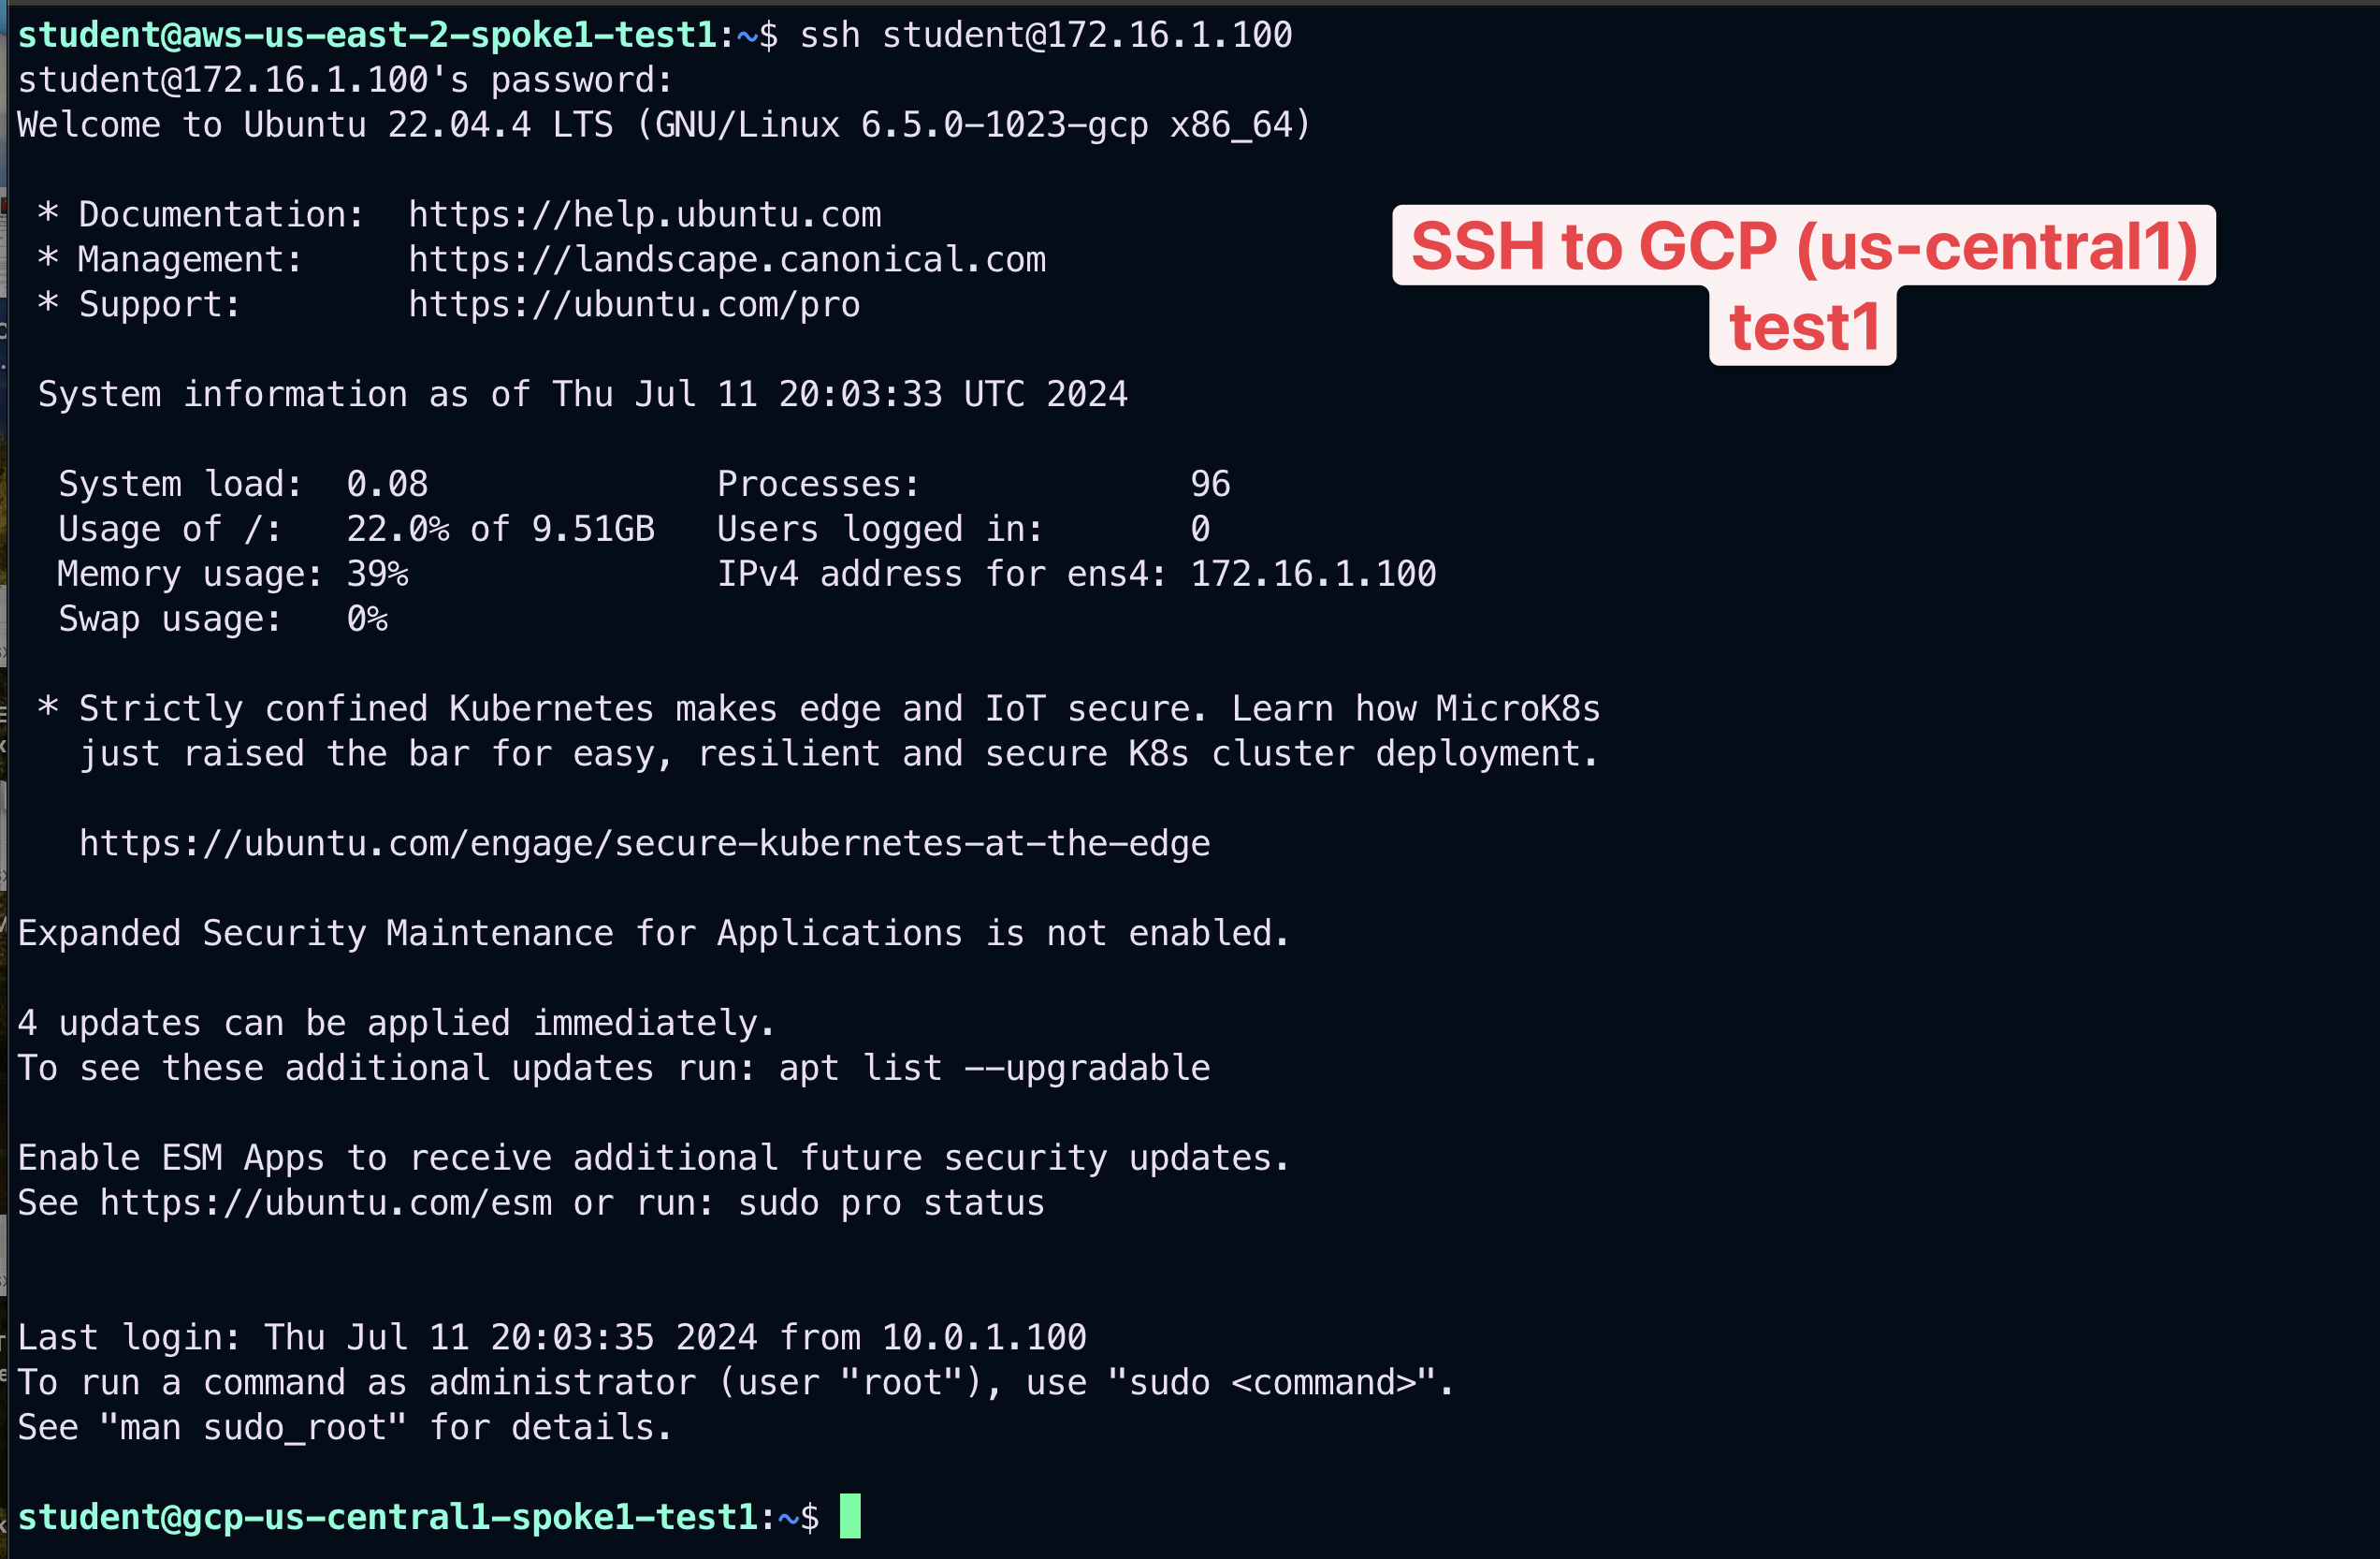 student@aws-us-east-2-spoke1-test1:~$ ssh student@172.16.1.100
student@172.16.1.100's password:
Welcome to Ubuntu 22.04.4 LTS (GNU/Linux 6.5.0-1023-gcp x86_64)
* Documentation:  https://help.ubuntu.com
* Management:     https://landscape.canonical.com
* Support:        https://ubuntu.com/pro
SSH to GCP (us-central1)
test1
System information as of Thu Jul 11 20:03:33 UTC 2024
System load:  0.08              Processes:             96
Usage of /:   22.0% of 9.51GB   Users logged in:       0
Memory usage: 39%               IPv4 address for ens4: 172.16.1.100
Swap usage:   0%
* Strictly confined Kubernetes makes edge and IoT secure. Learn how MicroK8s
just raised the bar for easy, resilient and secure K8s cluster deployment.
https://ubuntu.com/engage/secure-kubernetes-at-the-edge
Expanded Security Maintenance for Applications is not enabled.
4 updates can be applied immediately.
To see these additional updates run: apt list --upgradable
Enable ESM Apps to receive additional future security updates.
See https://ubuntu.com/esm or run: sudo pro status
Last login: Thu Jul 11 20:03:35 2024 from 10.0.1.100
To run a command as administrator (user "root"), use "sudo <command>".
See "man sudo_root" for details.
student@gcp-us-central1-spoke1-test1:~$